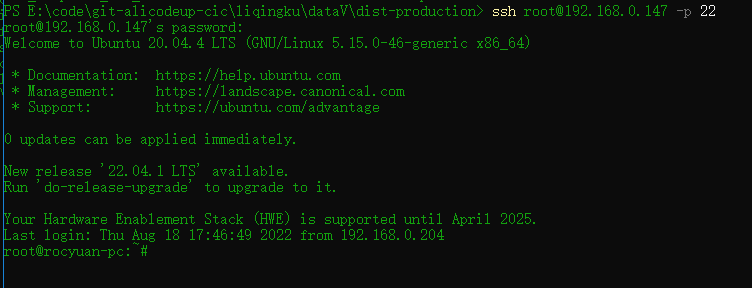 PS E:\code\git-alicodeup-cic\liqingku\dataV\dist-production> ssh root@192.168.0.147 -p 22
root@192.168.0.147's password:
Welcome to Ubuntu 20.04.4 LTS (GNU/Linux 5.15.0-46-generic x86_64)
* Documentation: https://help.ubuntu.com
* Management: https://landscape.canonical.com
* Support: https://ubuntu.com/advantage
0 updates can be applied immediately.
New release '22.04.1 LTS' available.
Run 'do-release-upgrade' to upgrade to it.
Your Hardware Enablement Stack (HWE) is supported until April 2025.
Last login: Thu Aug 18 17:46:49 2022 from 192.168.0.204
root@rocyuan-pc:~#